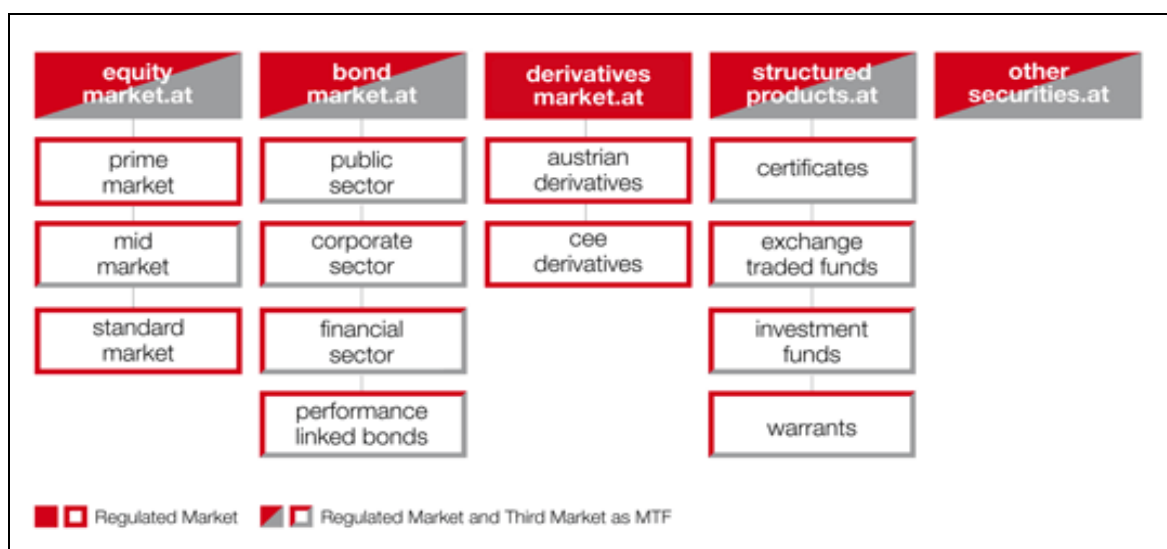 equity
market.at
prime
market
mid
market
standard
market
bond
market.at
public
sector
corporate
sector
financial
sector
performance
linked bonds
derivatives
market.at
austrian
derivatives
cee
derivatives
structured
products.at
certificates
exchange
traded funds
investment
funds
warrants
other
securities.at
Regulated Market
Regulated Market and Third Market as MTF